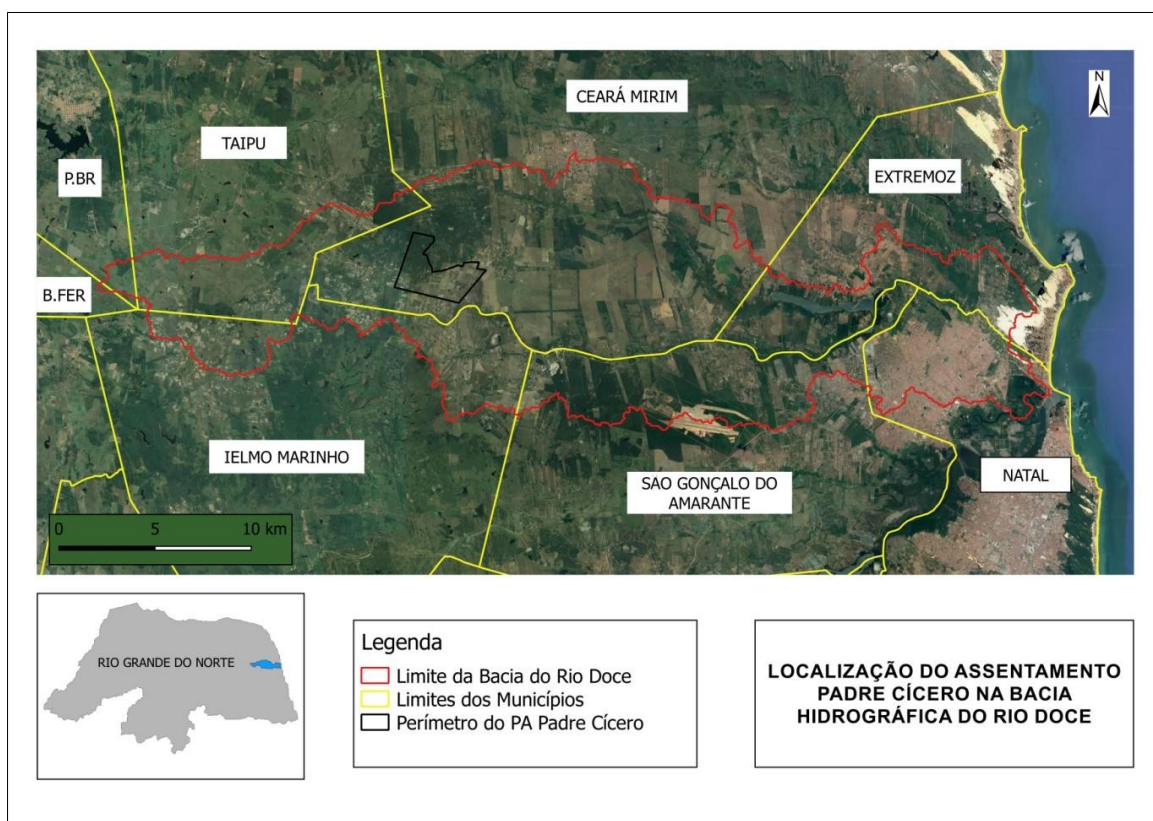 CEARÁ MIRIM
N
TAIPU
P.BR
EXTREMOZ
B.FER
IELMO MARINHO
SAO GONÇALO DO
AMARANTE
NATAL
0 5 10 km
RIO GRANDE DO NORTE
Legenda
Limite da Bacia do Rio Doce
Limites dos Municípios
Perímetro do PA Padre Cícero
LOCALIZAÇÃO DO ASSENTAMENTO
PADRE CÍCERO NA BACIA
HIDROGRÁFICA DO RIO DOCE